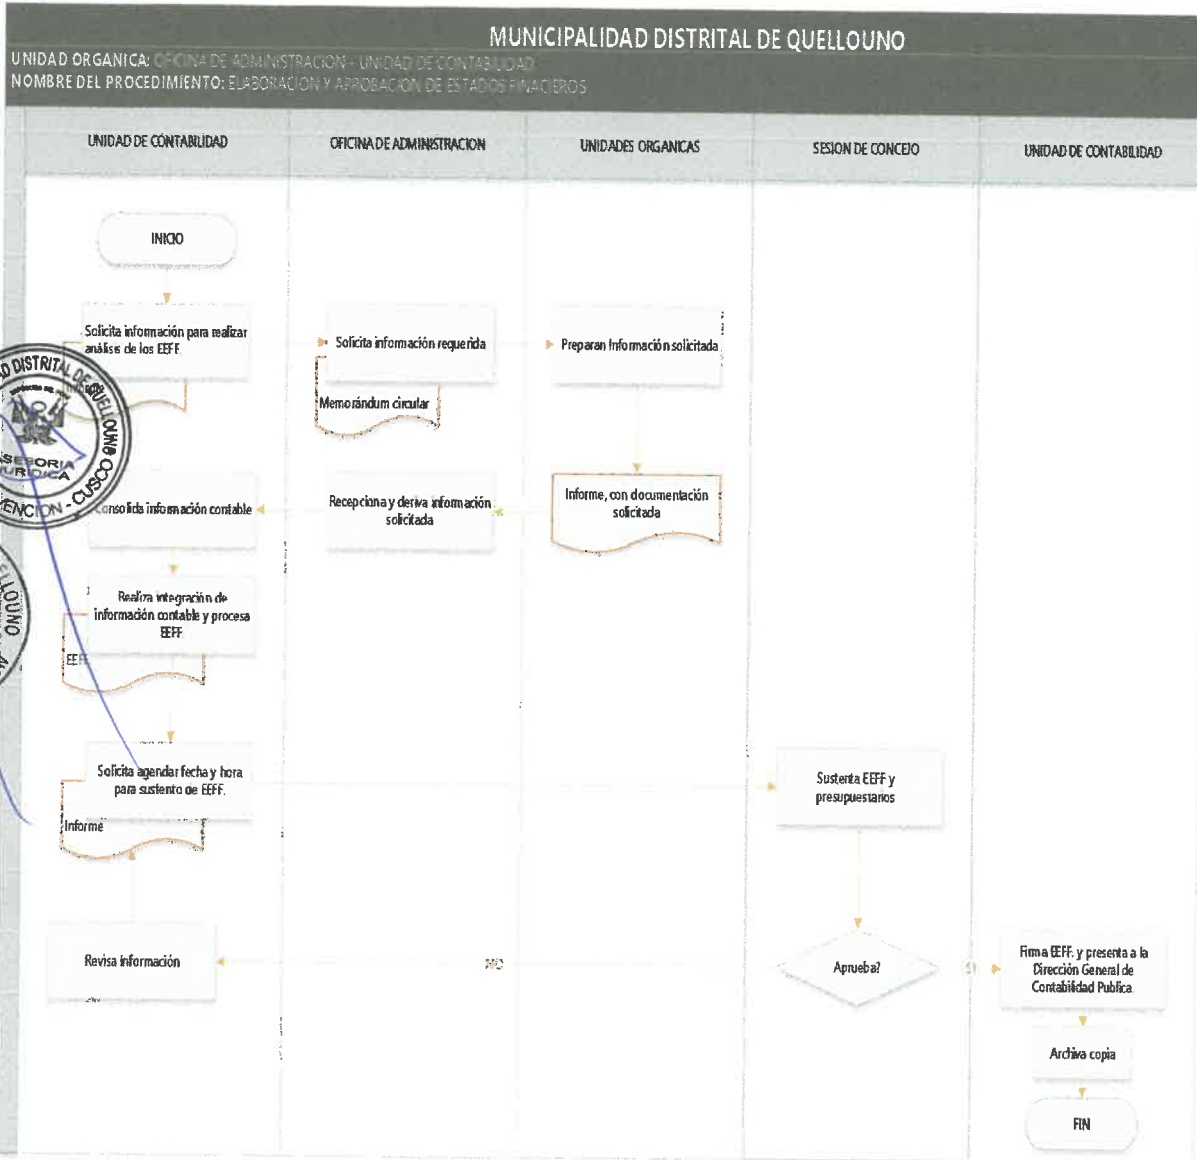 MUNICIPALIDAD DISTRITAL DE QUELLOUNO
UNIDAD ORGANICA: OFICINA DE ADMINISTRACION - UNIDAD DE CONTABILIDAD
NOMBRE DEL PROCEDIMIENTO: ELABORACION Y APROBACION DE ESTADOS FINACIEROS
UNIDAD DE CONTABILIDAD
OFICINA DE ADMINISTRACION
UNIDADES ORGANICAS
SESION DE CONCEJO
UNIDAD DE CONTABILIDAD
INICIO
Solicita información para realizar
análisis de los EEFF
Solicita información requerida
Memorándum circular
Preparan Información solicitada
Informe, con documentación
solicitada
Recepciona y deriva información
solicitada
Consolida información contable
Realiza integración de
información contable y procesa
EEFF
EEFF
Solicita agendar fecha y hora
para sustento de EEFF.
Informe
Sustenta EEFF y
presupuestarios
Aprueba?
NO
SI
Revisa información
Firma EEFF. y presenta a la
Dirección General de
Contabilidad Publica
Archiva copia
FIN
AD DISTRITAL DE QUELLOUNO
ASESORIA
JURIDICA
VENCION - CUSCO
ELLOUNO